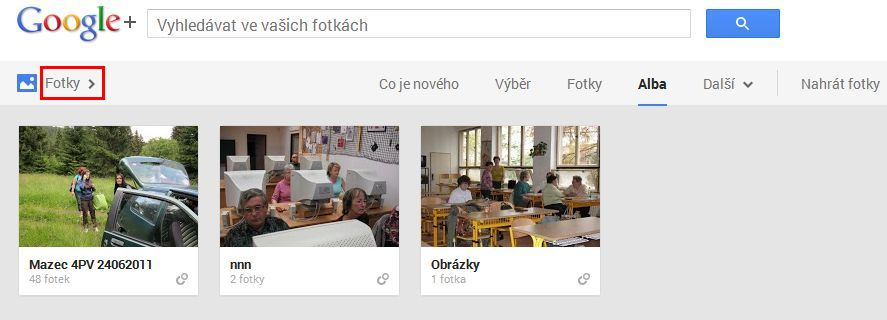 Google+ Vyhledávat ve vašich fotkách
Fotky Co je nového Výběr Fotky Alba Další Nahrát fotky
Mazec 4PV 24062011 nnn Obrázky
48 fotek 2 fotky 1 fotka